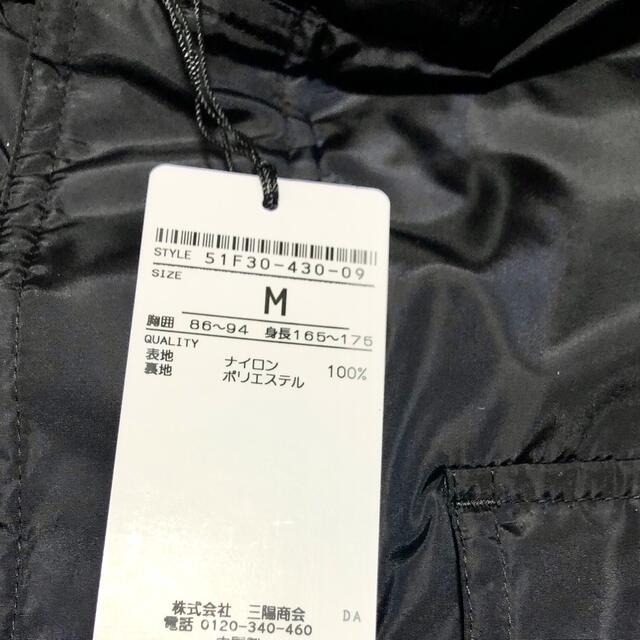 STYLE 51F30-430-09
SIZE
M
胸囲 86~94 身長165~175
QUALITY
表地 ナイロン 100%
裏地 ポリエステル
株式会社 三陽商会 DA
電話 0120-340-460